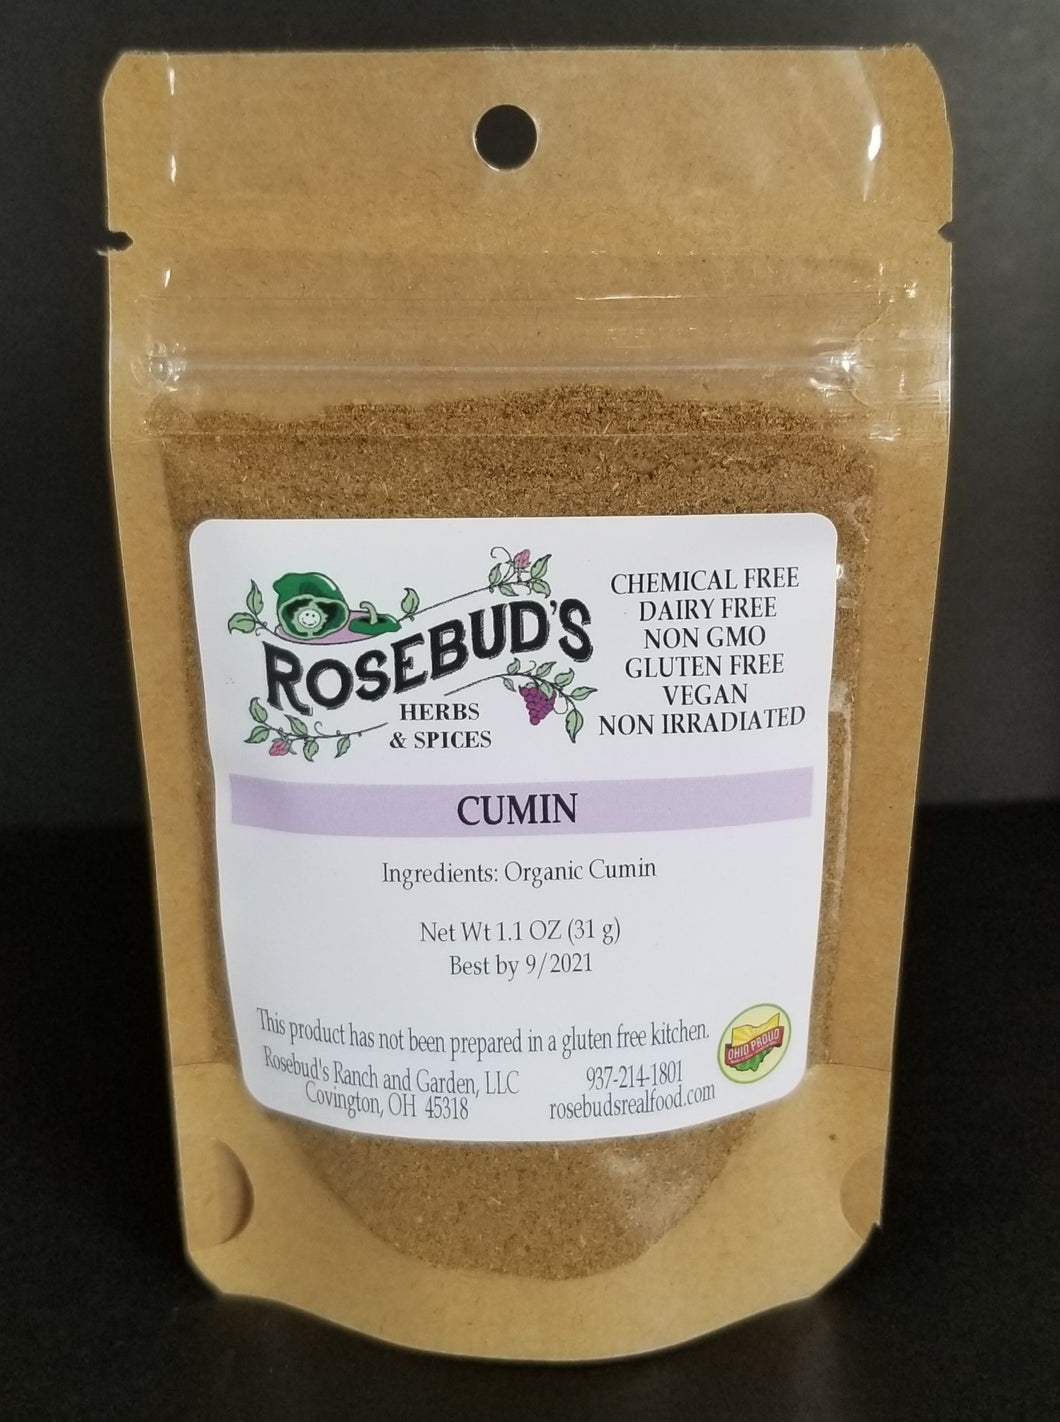 ROSEBUD'S
HERBS
& SPICES
CHEMICAL FREE
DAIRY FREE
NON GMO
GLUTEN FREE
VEGAN
NON IRRADIATED
CUMIN
Ingredients: Organic Cumin
Net Wt 1.1 OZ (31 g)
Best by 9/2021
This product has not been prepared in a gluten free kitchen.
OHIO PROUD
Rosebud's Ranch and Garden, LLC
Covington, OH 45318
937-214-1801
rosebudsrealfood.com